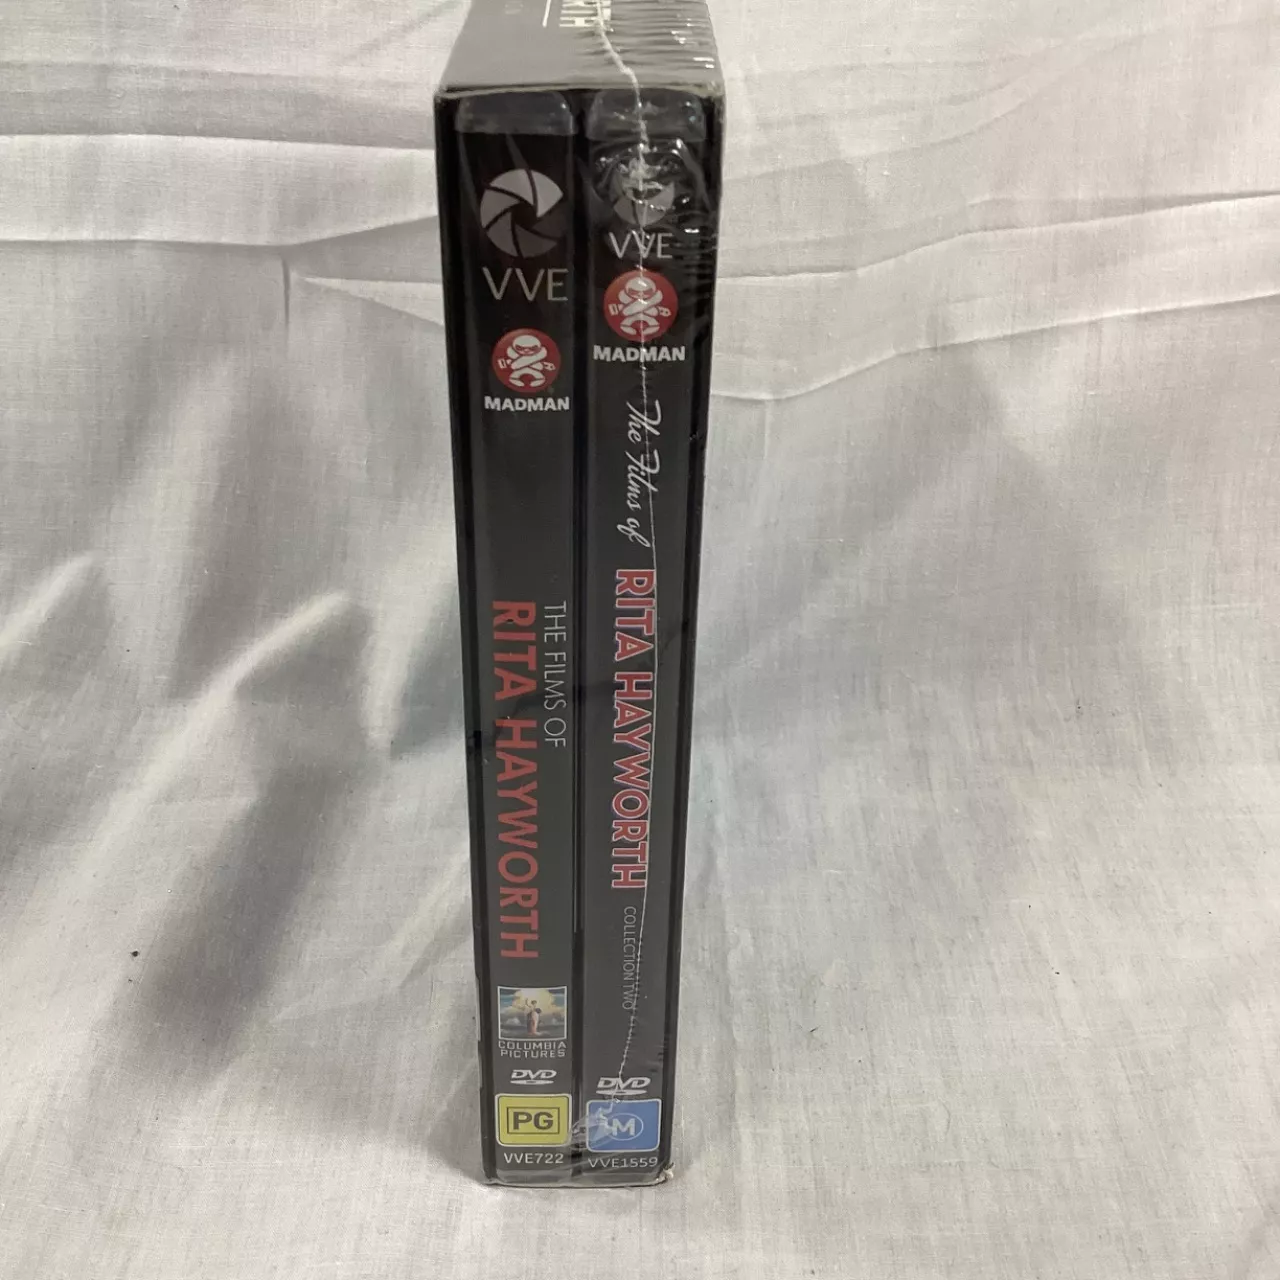 VVE
MADMAN
THE FILMS OF
RITA HAYWORTH
COLUMBIA
PICTURES
DVD
PG
VVE722
VVE
MADMAN
The Films of
RITA HAYWORTH
COLLECTION TWO
DVD
M
VVE1559